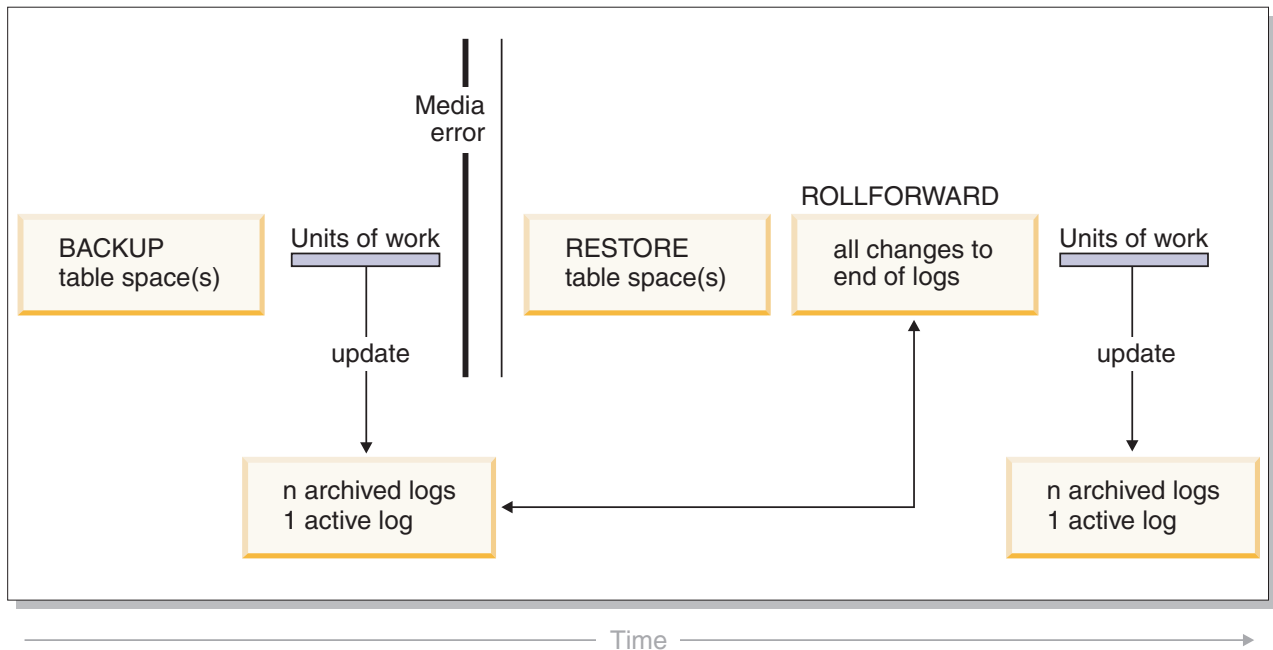 Media
error
BACKUP
table space(s)
Units of work
update
n archived logs
1 active log
RESTORE
table space(s)
ROLLFORWARD
all changes to
end of logs
Units of work
update
n archived logs
1 active log
Time